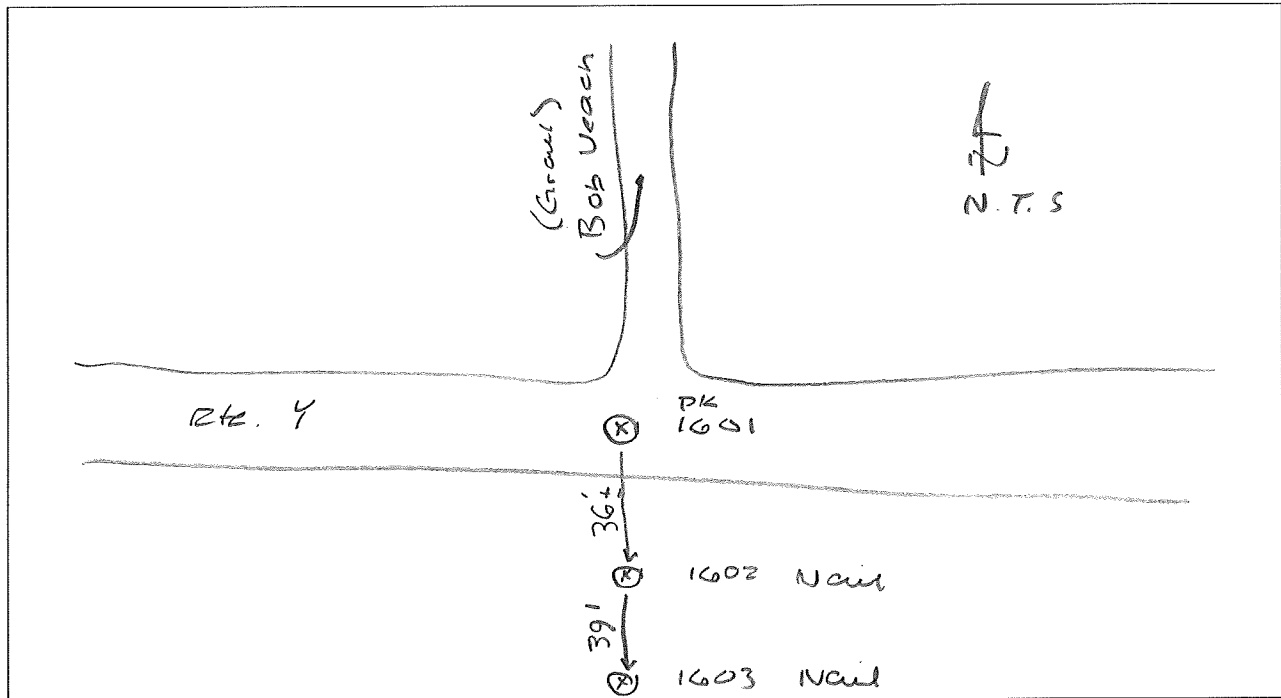 (Gravel)
Bob Veach
N
N.T.S
Rte. Y
PK
1601
36'±
1602 Nail
39'
1603 Nail